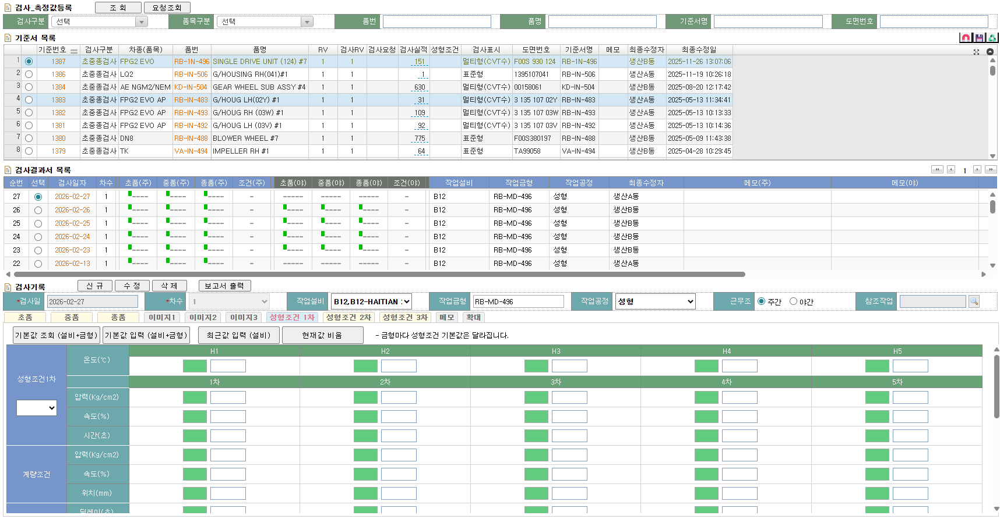 검사_측정값등록 조 회 요청조회
검사구분 선택 품목구분 선택 품번 품명 기준서명 도면번호
기준서 목록
기준번호 검사구분 차종(품목) 품번 품명 RV 검사RV 검사요청 검사실적 성형조건 검사표시 도면번호 기준서명 메모 최종수정자 최종수정일
1 1387 초중종검사 FPG2 EVO RB-1N-496 SINGLE DRIVE UNIT (124) #7 1 1 151 멀티형(CVT수) F00S 930 124 RB-1N-496 생산B동 2025-11-26 13:07:06
2 1386 초중종검사 LQ2 RB-IN-506 G/HOUSING RH(041)#1 1 1 1 표준형 1395107041 RB-IN-506 생산A동 2025-11-19 10:26:18
3 1384 초중종검사 AE NGM2/NEM KD-IN-504 GEAR WHEEL SUB ASSY #4 1 1 630 멀티형(CVT수) 00158061 KD-IN-504 생산B동 2025-08-20 12:17:42
4 1383 초중종검사 FPG2 EVO AP RB-IN-483 G/HOUG LH(02Y) #1 1 1 31 멀티형(CVT수) 3 135 107 02Y RB-IN-483 생산A동 2025-05-13 11:34:41
5 1382 초중종검사 FPG2 EVO AP RB-IN-493 G/HOUG RH (03W) #1 1 1 109 멀티형(CVT수) 3 135 107 03W RB-IN-493 생산A동 2025-05-13 10:13:33
6 1381 초중종검사 FPG2 EVO AP RB-IN-492 G/HOUG LH (03V) #1 1 1 92 멀티형(CVT수) 3 135 107 03V RB-IN-492 생산A동 2025-05-13 10:14:36
7 1380 초중종검사 DN8 RB-IN-488 BLOWER WHEEL #7 1 1 775 표준형 F00S380197 RB-IN-488 생산B동 2025-05-09 11:43:38
8 1379 초중종검사 TK VA-IN-494 IMPELLER RH #1 1 1 64 표준형 TA99058 VA-IN-494 생산B동 2025-04-28 10:29:45
검사결과서 목록 1
순번 선택 검사일자 차수 초품(주) 중품(주) 종품(주) 조건(주) 초품(야) 중품(야) 종품(야) 조건(야) 작업설비 작업금형 작업공정 최종수정자 메모(주) 메모(야)
27 2026-02-27 1 ---- ---- ---- - ----- ----- ----- - B12 RB-MD-496 성형 생산A동
26 2026-02-26 1 ---- ---- ---- - ---- ---- ---- - B12 RB-MD-496 성형 생산B동
25 2026-02-25 1 ---- ---- ---- - ---- ---- ---- - B12 RB-MD-496 성형 생산B동
24 2026-02-24 1 ---- ---- ---- - ---- ---- ---- - B12 RB-MD-496 성형 생산B동
23 2026-02-23 1 ---- ---- ---- - ---- ---- ---- - B12 RB-MD-496 성형 생산B동
22 2026-02-13 1 ---- ---- ---- - ----- ----- ----- - B12 RB-MD-496 성형 생산A동
검사기록 신 규 수 정 삭 제 보고서 출력
*검사일 2026-02-27 *차수 1 작업설비 B12,B12-HAITIAN 작업금형 RB-MD-496 작업공정 성형 근무조 주간 야간 참조작업
초품 중품 종품 이미지1 이미지2 이미지3 성형조건 1차 성형조건 2차 성형조건 3차 메모 확대
기본값 조회 (설비+금형) 기본값 입력 (설비+금형) 최근값 입력 (설비) 현재값 비움 - 금형마다 성형조건 기본값은 달라집니다.
성형조건1차 온도(℃) H1 H2 H3 H4 H5
1차 2차 3차 4차 5차
압력(Kg/cm2)
속도(%)
시간(초)
계량조건 압력(Kg/cm2)
속도(%)
위치(mm)
딜레이(초)